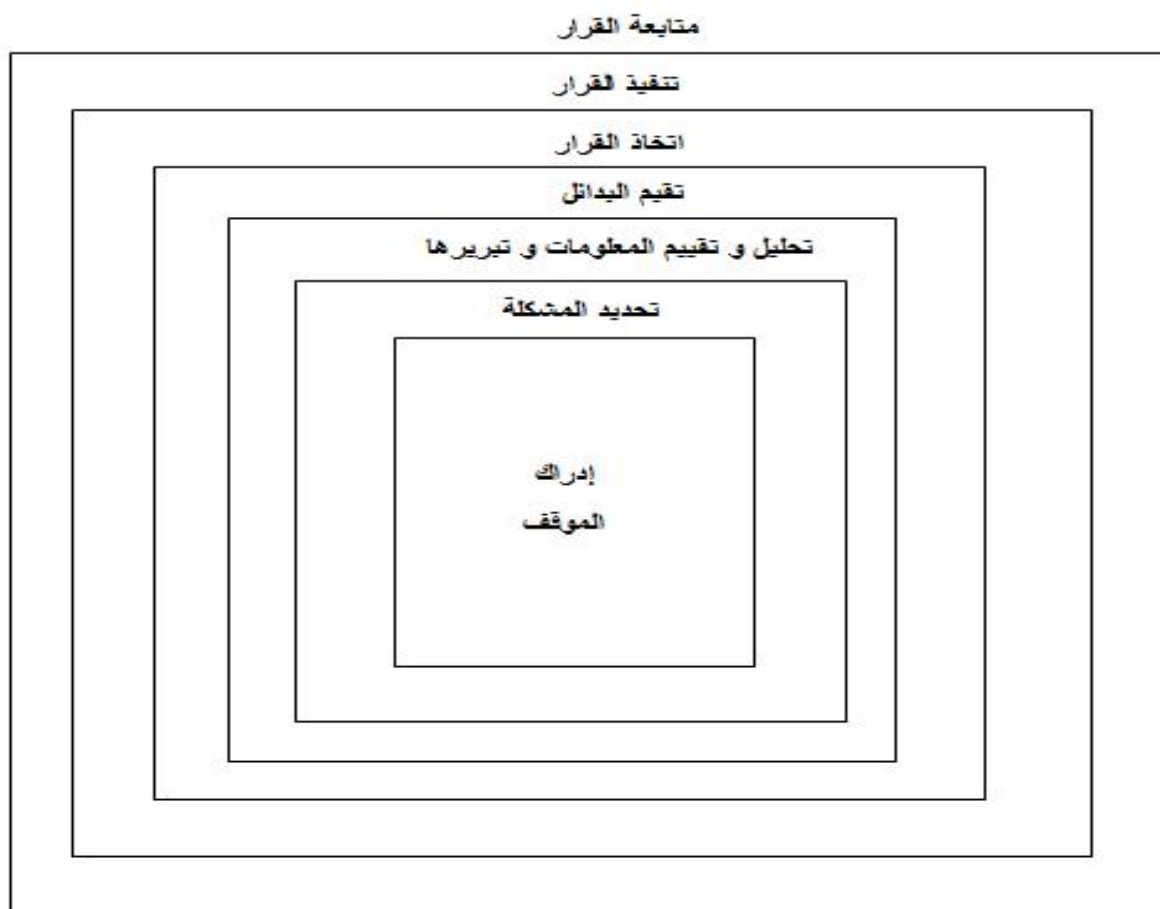 متابعة القرار
تنفيذ القرار
اتخاذ القرار
تقيم البدائل
تحليل و تقييم المعلومات و تبريرها
تحديد المشكلة
إدراك
الموقف